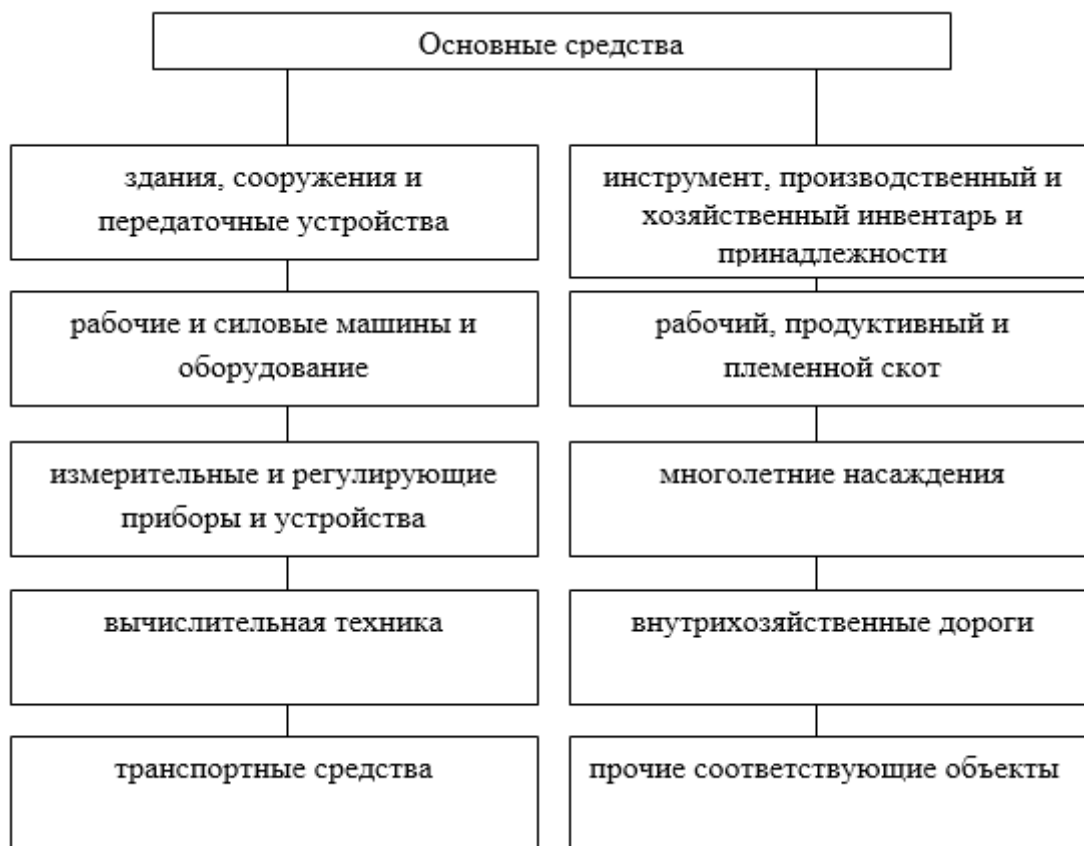 Основные средства
здания, сооружения и
передаточные устройства
рабочие и силовые машины и
оборудование
измерительные и регулирующие
приборы и устройства
вычислительная техника
транспортные средства
инструмент, производственный и
хозяйственный инвентарь и
принадлежности
рабочий, продуктивный и
племенной скот
многолетние насаждения
внутрихозяйственные дороги
прочие соответствующие объекты